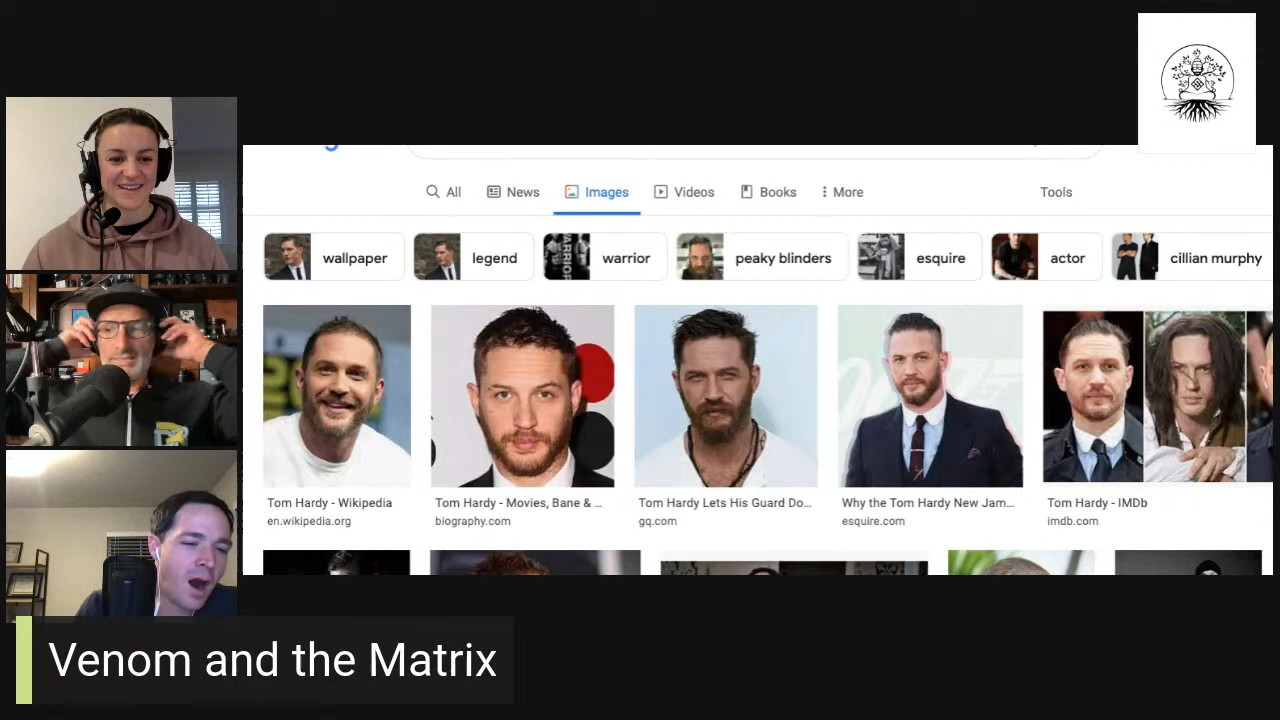 All News Images Videos Books More Tools
wallpaper legend warrior peaky blinders esquire actor cillian murphy
WARRIOR
Tom Hardy - Wikipedia
en.wikipedia.org
Tom Hardy - Movies, Bane & ...
biography.com
Tom Hardy Lets His Guard Do...
gq.com
Why the Tom Hardy New Jam...
esquire.com
Tom Hardy - IMDb
imdb.com
Venom and the Matrix